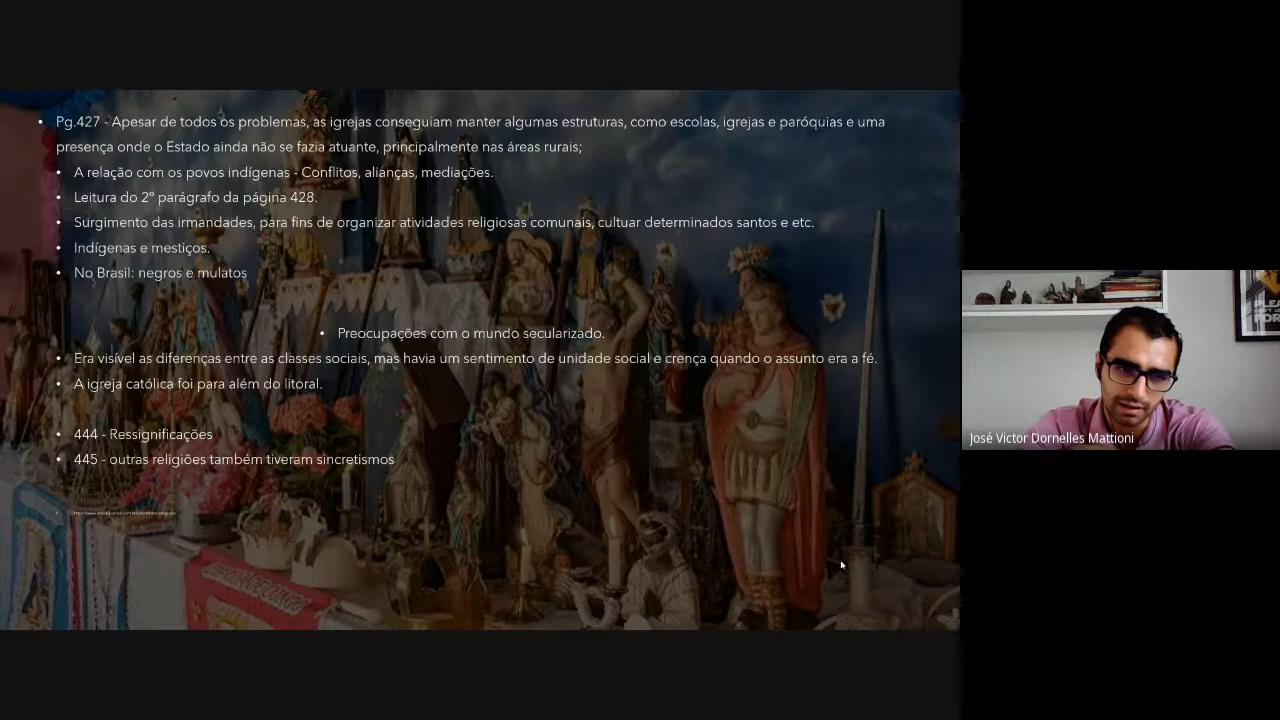 • Pg.427 - Apesar de todos os problemas, as igrejas conseguiam manter algumas estruturas, como escolas, igrejas e paróquias e uma
presença onde o Estado ainda não se fazia atuante, principalmente nas áreas rurais;
• A relação com os povos indígenas - Conflitos, alianças, mediações.
• Leitura do 2º parágrafo da página 428.
• Surgimento das irmandades, para fins de organizar atividades religiosas comunais, cultuar determinados santos e etc.
• Indígenas e mestiços.
• No Brasil: negros e mulatos
• Preocupações com o mundo secularizado.
• Era visível as diferenças entre as classes sociais, mas havia um sentimento de unidade social e crença quando o assunto era a fé.
• A igreja católica foi para além do litoral.
• 444 - Ressignificações
• 445 - outras religiões também tiveram sincretismos
José Victor Dornelles Mattioni